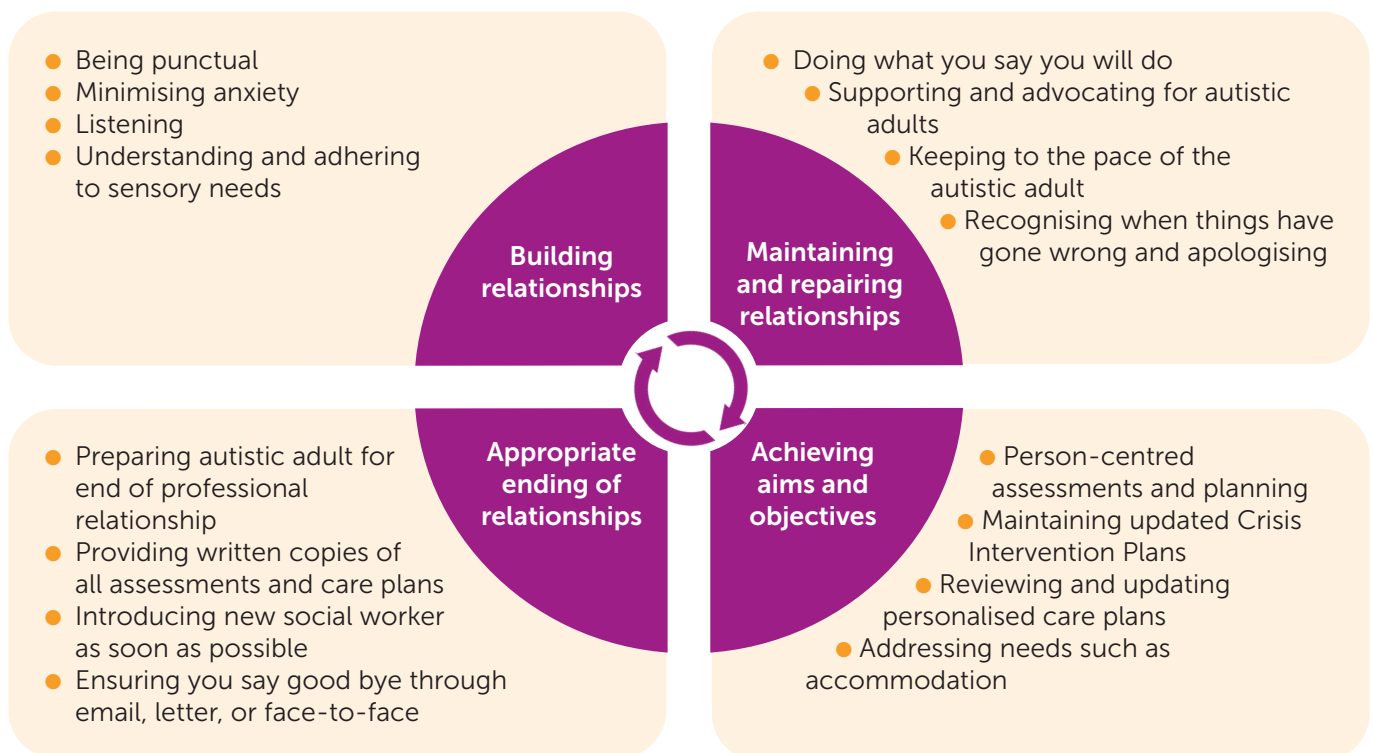 Being punctual
Minimising anxiety
Listening
Understanding and adhering
to sensory needs
Building
relationships
Doing what you say you will do
Supporting and advocating for autistic
adults
Keeping to the pace of the
autistic adult
Recognising when things have
gone wrong and apologising
Maintaining
and repairing
relationships
Preparing autistic adult for
end of professional
relationship
Providing written copies of
all assessments and care plans
Introducing new social worker
as soon as possible
Ensuring you say good bye through
email, letter, or face-to-face
Appropriate
ending of
relationships
Achieving
aims and
objectives
Person-centred
assessments and planning
Maintaining updated Crisis
Intervention Plans
Reviewing and updating
personalised care plans
Addressing needs such as
accommodation